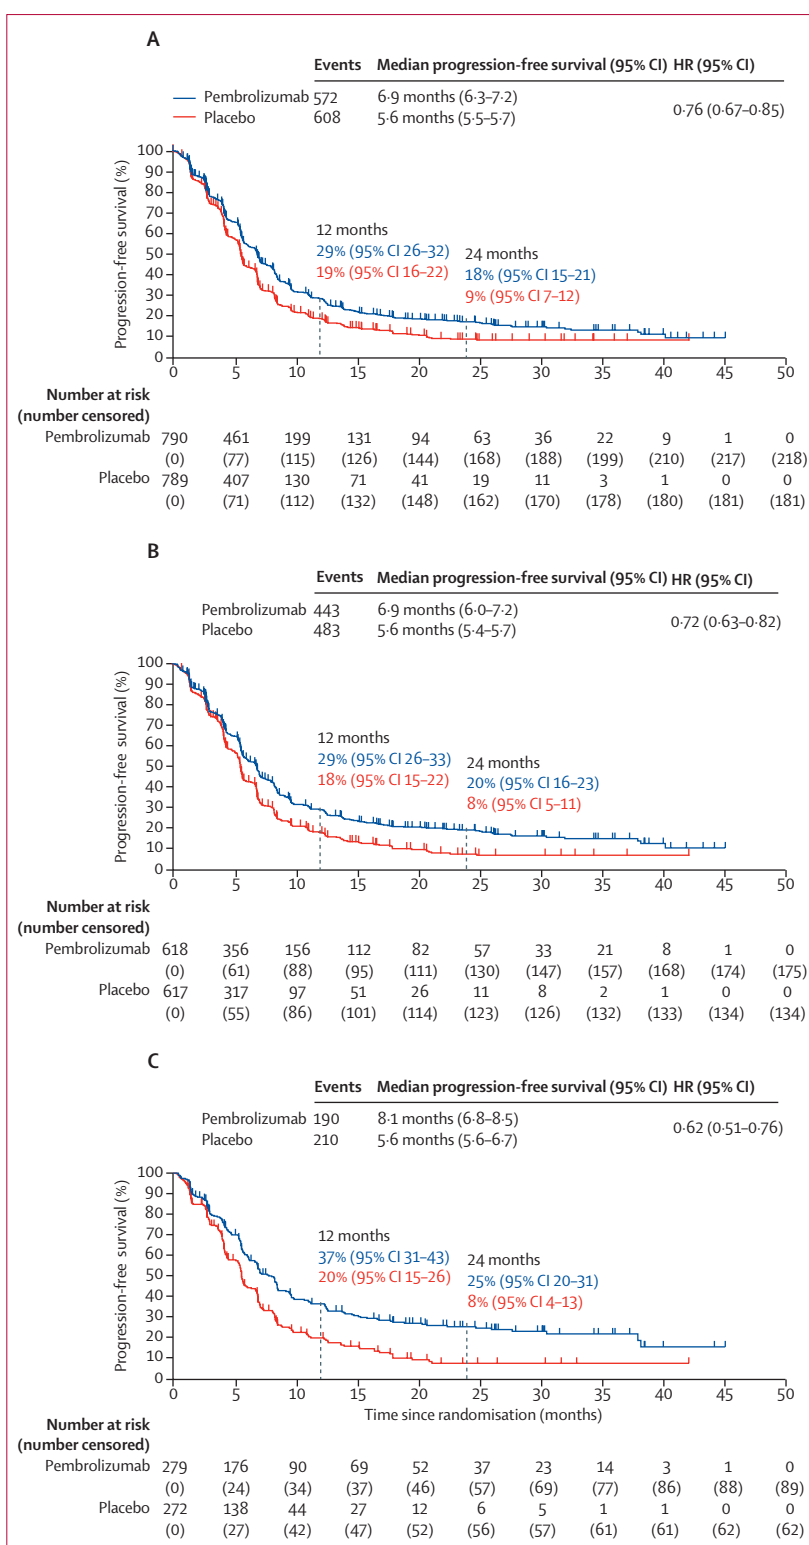 A
Events Median progression-free survival (95% CI) HR (95% CI)
Pembrolizumab 572 6·9 months (6·3–7·2)
0·76 (0·67–0·85)
Placebo 608 5·6 months (5·5–5·7)
Progression-free survival (%)
100
90
80
70
60
50
40
30
20
10
0
12 months
29% (95% CI 26–32)
19% (95% CI 16–22)
24 months
18% (95% CI 15–21)
9% (95% CI 7–12)
0 5 10 15 20 25 30 35 40 45 50
Number at risk
(number censored)
Pembrolizumab 790 461 199 131 94 63 36 22 9 1 0
(0) (77) (115) (126) (144) (168) (188) (199) (210) (217) (218)
Placebo 789 407 130 71 41 19 11 3 1 0 0
(0) (71) (112) (132) (148) (162) (170) (178) (180) (181) (181)
B
Events Median progression-free survival (95% CI) HR (95% CI)
Pembrolizumab 443 6·9 months (6·0–7·2)
0·72 (0·63–0·82)
Placebo 483 5·6 months (5·4–5·7)
Progression-free survival (%)
100
90
80
70
60
50
40
30
20
10
0
12 months
29% (95% CI 26–33)
18% (95% CI 15–22)
24 months
20% (95% CI 16–23)
8% (95% CI 5–11)
0 5 10 15 20 25 30 35 40 45 50
Number at risk
(number censored)
Pembrolizumab 618 356 156 112 82 57 33 21 8 1 0
(0) (61) (88) (95) (111) (130) (147) (157) (168) (174) (175)
Placebo 617 317 97 51 26 11 8 2 1 0 0
(0) (55) (86) (101) (114) (123) (126) (132) (133) (134) (134)
C
Events Median progression-free survival (95% CI) HR (95% CI)
Pembrolizumab 190 8·1 months (6·8–8·5)
0·62 (0·51–0·76)
Placebo 210 5·6 months (5·6–6·7)
Progression-free survival (%)
100
90
80
70
60
50
40
30
20
10
0
12 months
37% (95% CI 31–43)
20% (95% CI 15–26)
24 months
25% (95% CI 20–31)
8% (95% CI 4–13)
0 5 10 15 20 25 30 35 40 45 50
Time since randomisation (months)
Number at risk
(number censored)
Pembrolizumab 279 176 90 69 52 37 23 14 3 1 0
(0) (24) (34) (37) (46) (57) (69) (77) (86) (88) (89)
Placebo 272 138 44 27 12 6 5 1 1 0 0
(0) (27) (42) (47) (52) (56) (57) (61) (61) (62) (62)